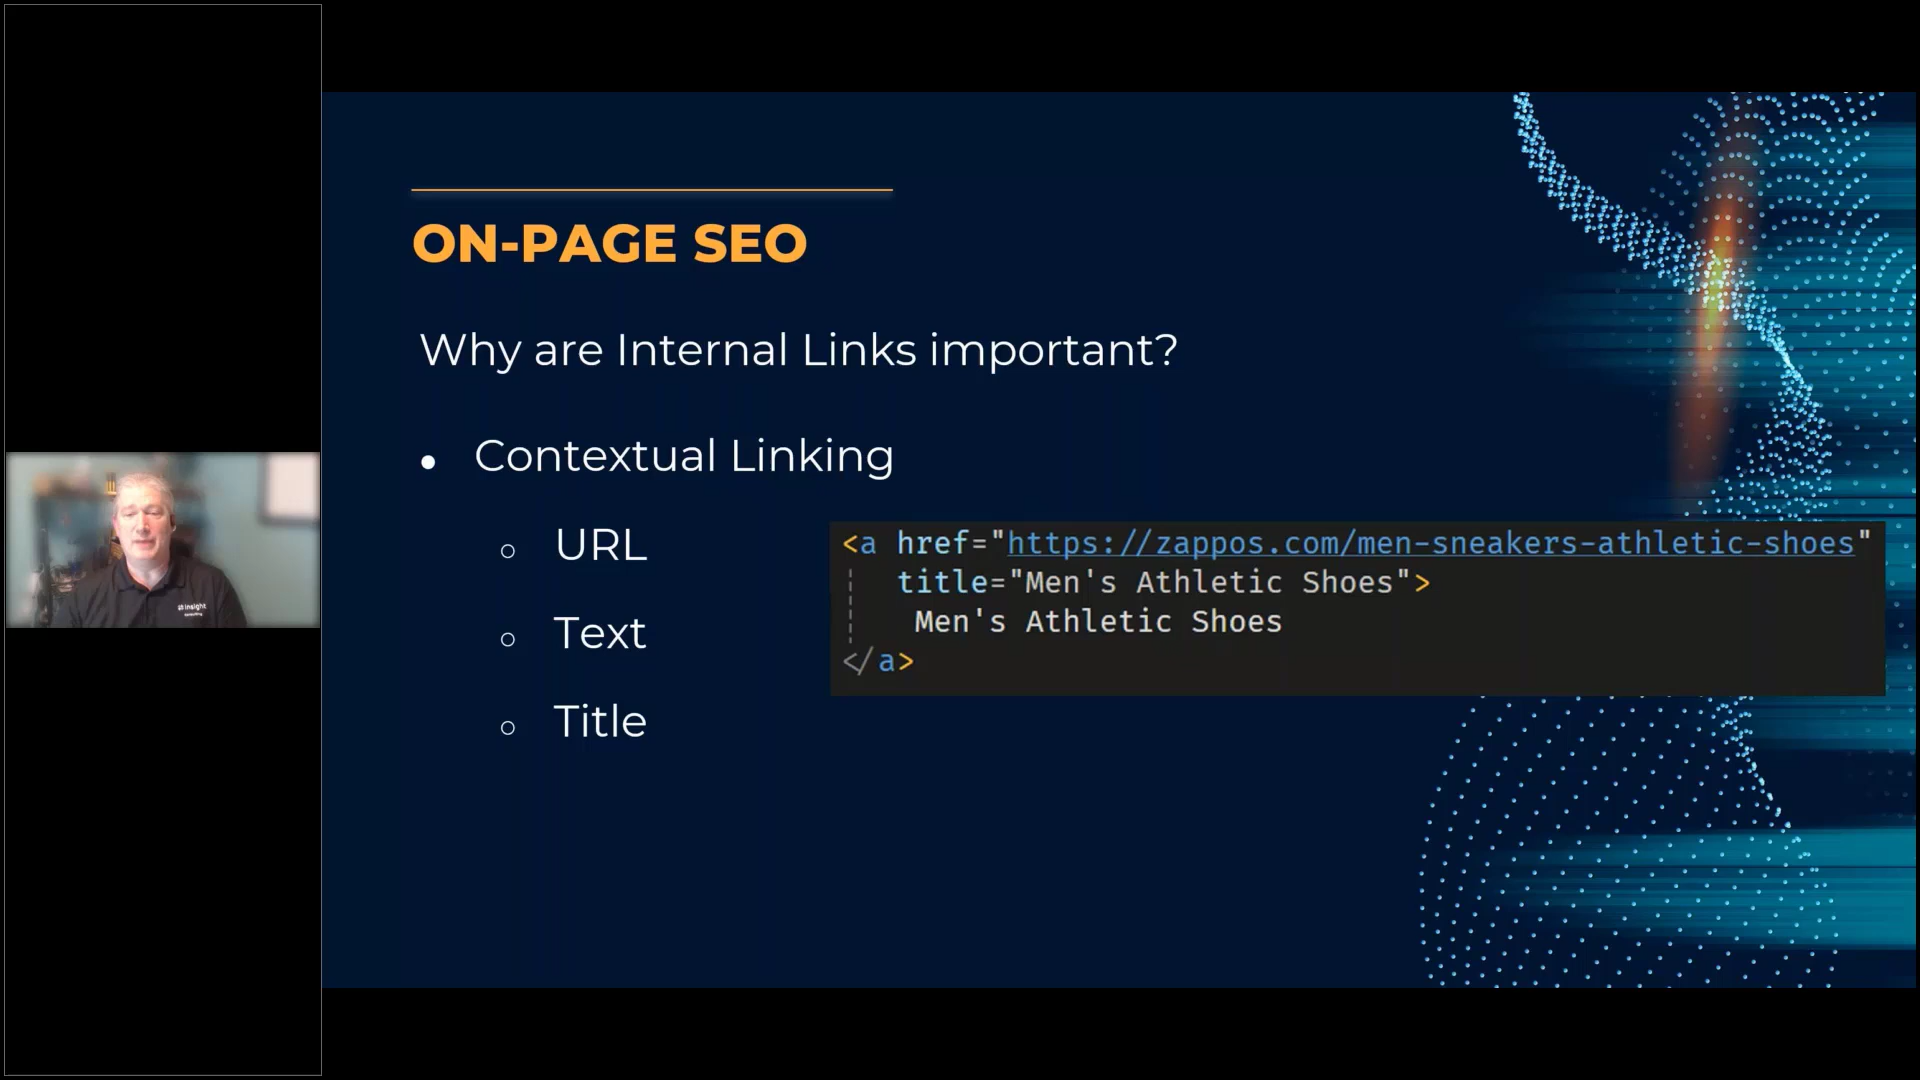 ON-PAGE SEO
Why are Internal Links important?
• Contextual Linking
○ URL
○ Text
○ Title
<a href="https://zappos.com/men-sneakers-athletic-shoes"
title="Men's Athletic Shoes">
Men's Athletic Shoes
</a>
insight